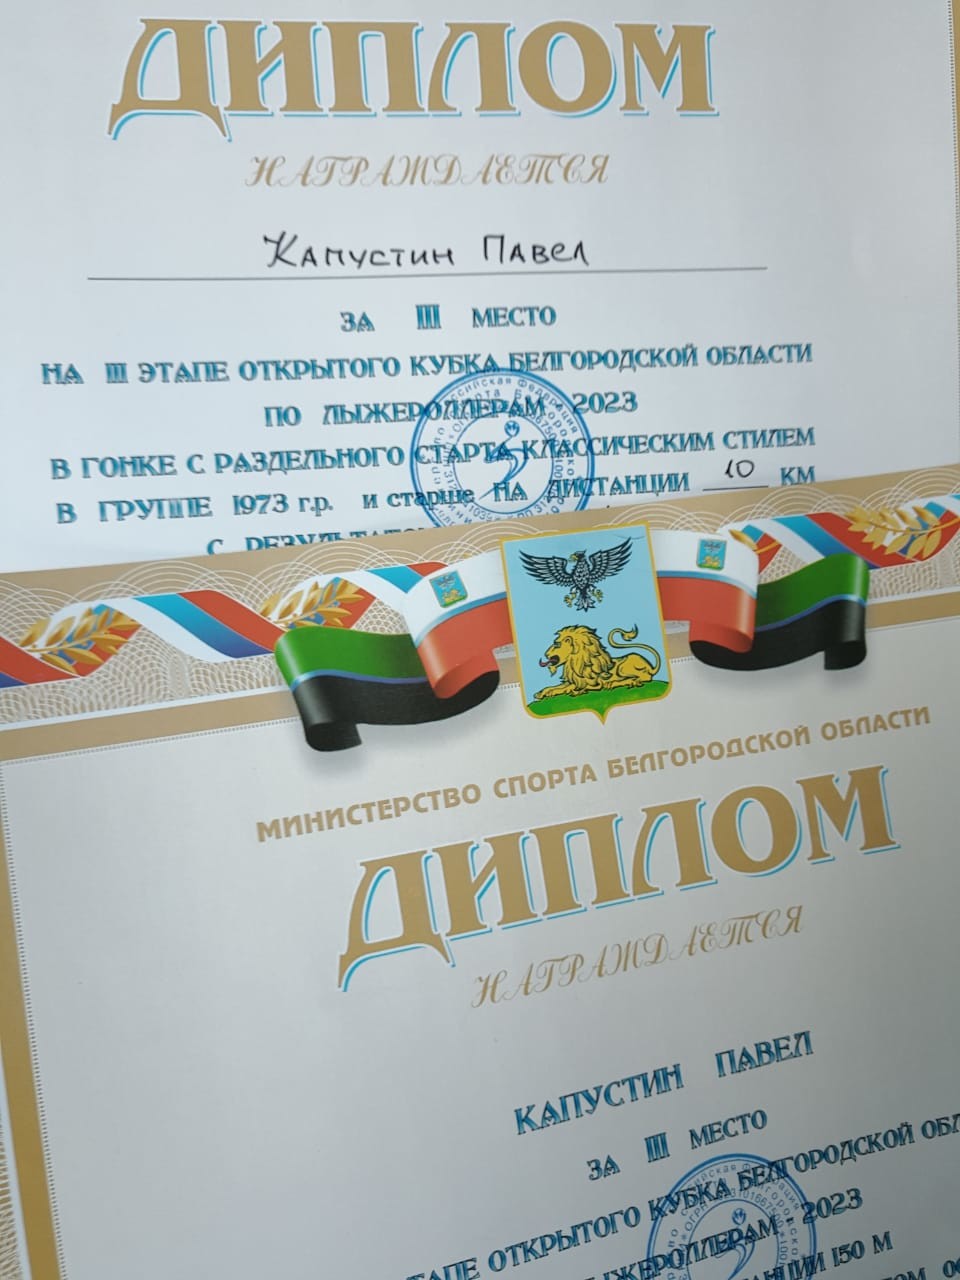 ДИПЛОМ
НАГРАЖДАЕТСЯ
Капустин Павел
ЗА III МЕСТО
НА III ЭТАПЕ ОТКРЫТОГО КУБКА БЕЛГОРОДСКОЙ ОБЛАСТИ
ПО ЛЫЖЕРОЛЛЕРАМ 2023
В ГОНКЕ С РАЗДЕЛЬНОГО СТАРТА КЛАССИЧЕСКИМ СТИЛЕМ
В ГРУППЕ 1973 г.р. и старше НА ДИСТАНЦИИ 10 КМ
МИНИСТЕРСТВО СПОРТА БЕЛГОРОДСКОЙ ОБЛАСТИ
ДИПЛОМ
НАГРАЖДАЕТСЯ
КАПУСТИН ПАВЕЛ
ЗА III МЕСТО
ОТКРЫТОГО КУБКА БЕЛГОРОДСКОЙ
2023
150 М